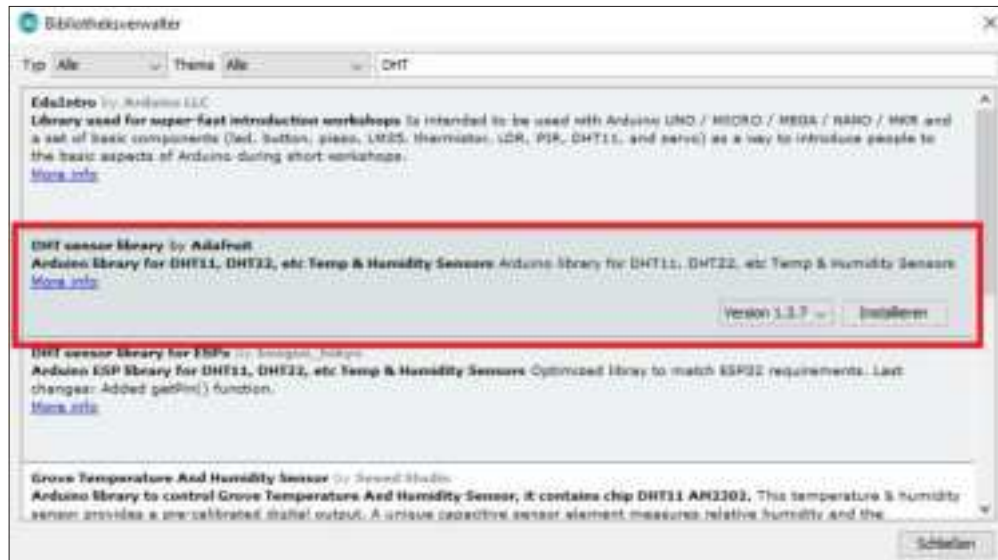 Bibliotheksverwalter
Typ Alle Thema Alle DHT
EduIntro by Arduino LLC
Library used for super-fast introduction workshops Is intended to be used with Arduino UNO / MICRO / MEGA / NANO / MKR and
a set of basic components (led, button, piezo, LM35, thermistor, LDR, PIR, DHT11, and servo) as a way to introduce people to
the basic aspects of Arduino during short workshops.
More info
DHT sensor library by Adafruit
Arduino library for DHT11, DHT22, etc Temp & Humidity Sensors Arduino library for DHT11, DHT22, etc Temp & Humidity Sensors
More info
Version 1.3.7 Installieren
DHT sensor library for ESPx by
Arduino ESP library for DHT11, DHT22, etc Temp & Humidity Sensors Optimized libray to match ESP32 requirements. Last
changes: Added getPin() function.
More info
Grove Temperature And Humidity Sensor by Seeed Studio
Arduino library to control Grove Temperature And Humidity Sensor, it contains chip DHT11 AM2302. This temperature & humidity
sensor provides a pre-calibrated digital output. A unique capacitive sensor element measures relative humidity and the
Schließen